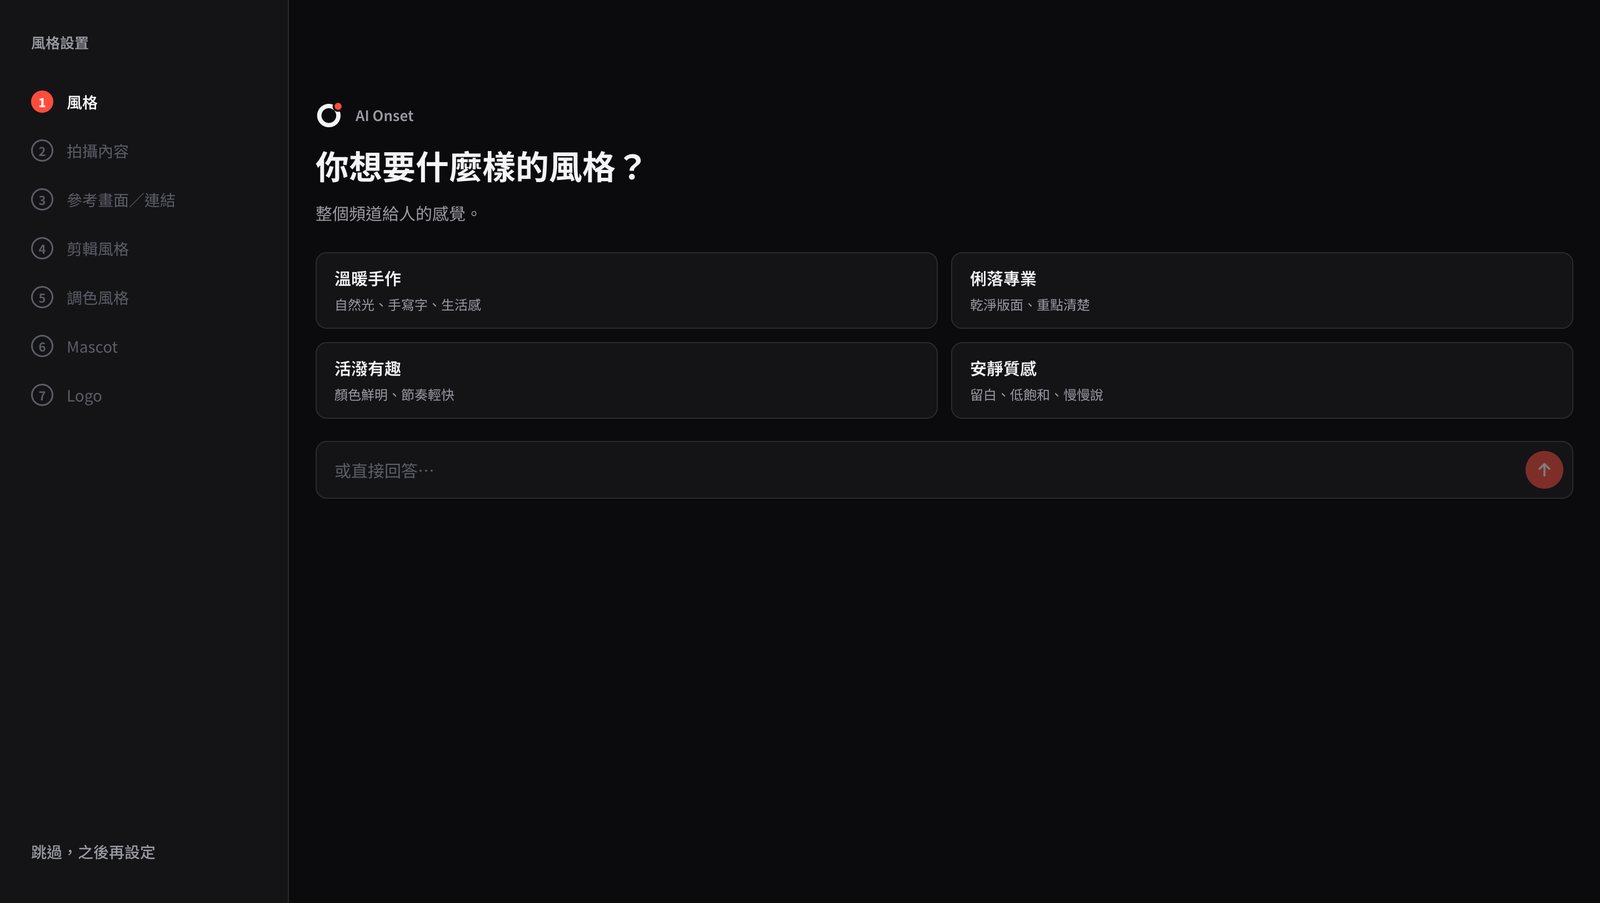 風格設置
1 風格
2 拍攝內容
3 參考畫面／連結
4 剪輯風格
5 調色風格
6 Mascot
7 Logo
跳過，之後再設定
AI Onset
你想要什麼樣的風格？
整個頻道給人的感覺。
溫暖手作
自然光、手寫字、生活感
俐落專業
乾淨版面、重點清楚
活潑有趣
顏色鮮明、節奏輕快
安靜質感
留白、低飽和、慢慢說
或直接回答⋯